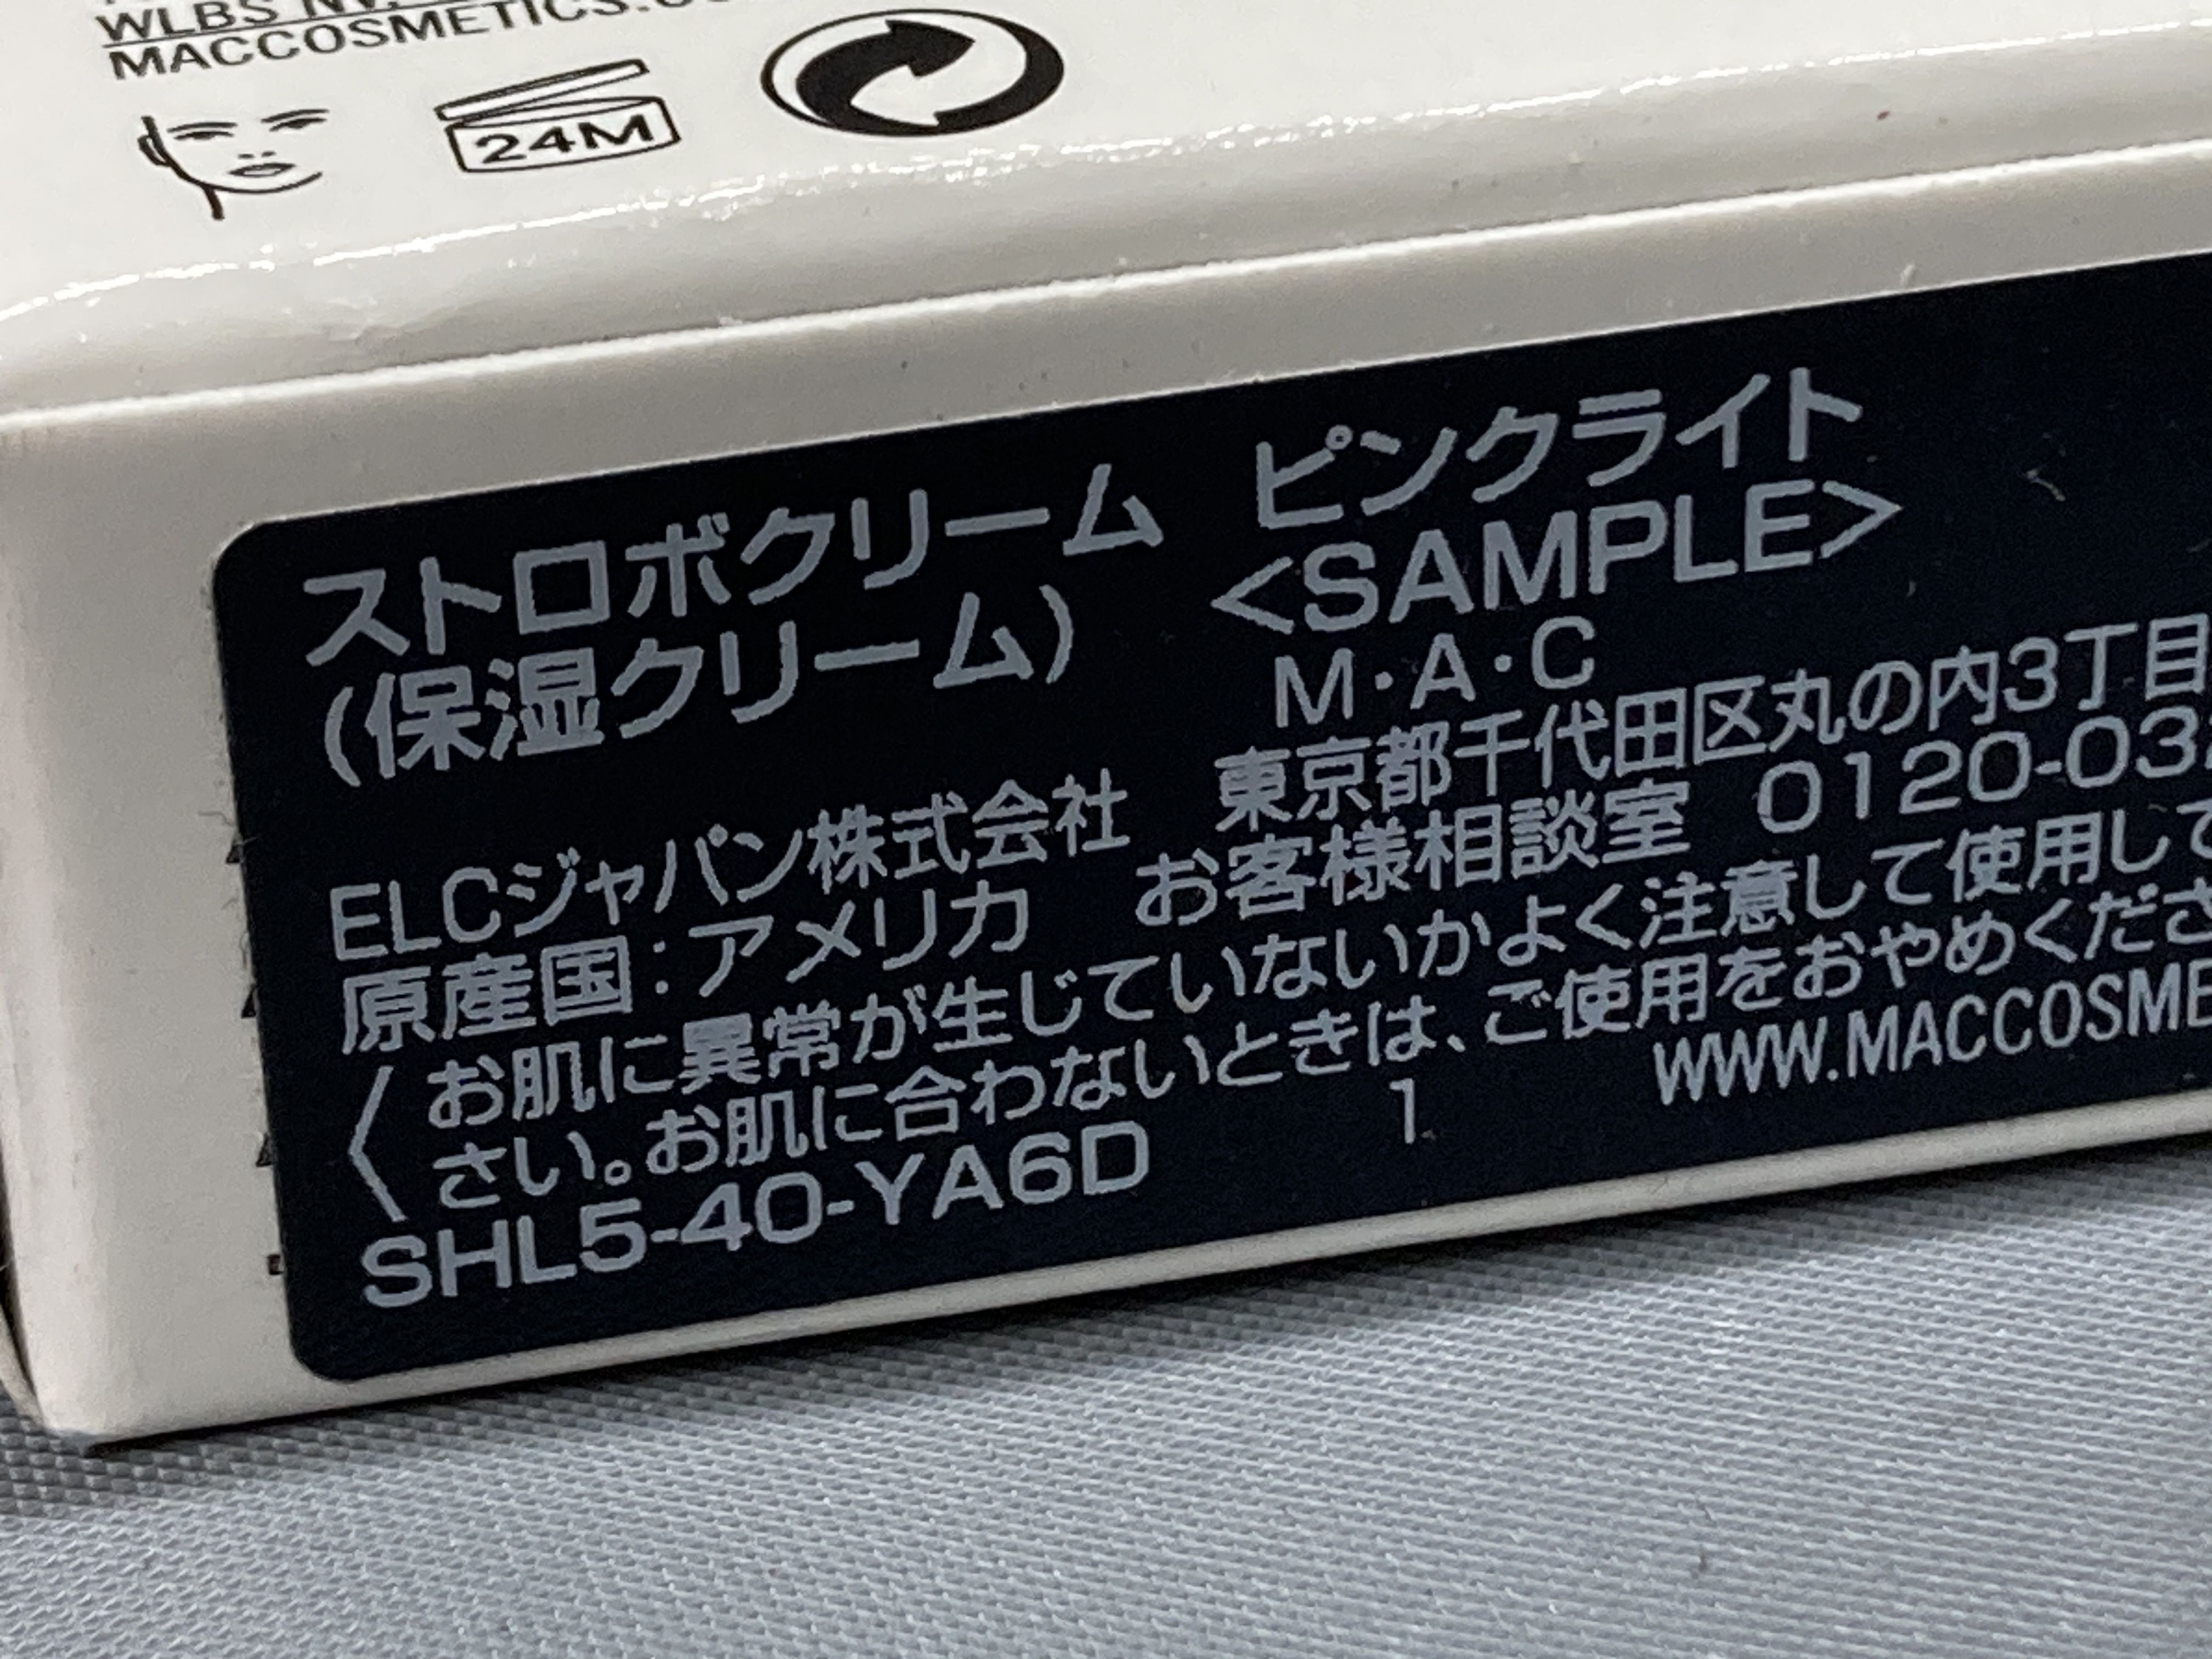 WLBS NV.
MACCOSMETICS.
24M
ストロボクリーム ピンクライト
(保湿クリーム) <SAMPLE>
M・A・C
ELCジャパン株式会社 東京都千代田区丸の内3丁目
原産国:アメリカ お客様相談室 0120-03
お肌に異常が生じていないかよく注意して使用して
さい。お肌に合わないときは、ご使用をおやめくださ
SHL5-40-YA6D 1 WWW.MACCOSME